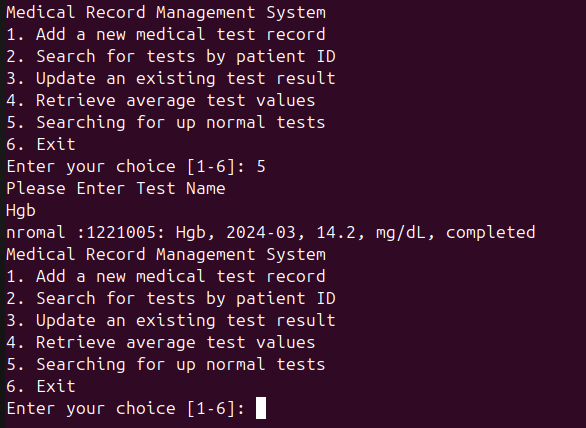 Medical Record Management System
1. Add a new medical test record
2. Search for tests by patient ID
3. Update an existing test result
4. Retrieve average test values
5. Searching for up normal tests
6. Exit
Enter your choice [1-6]: 5
Please Enter Test Name
Hgb
nromal :1221005: Hgb, 2024-03, 14.2, mg/dL, completed
Medical Record Management System
1. Add a new medical test record
2. Search for tests by patient ID
3. Update an existing test result
4. Retrieve average test values
5. Searching for up normal tests
6. Exit
Enter your choice [1-6]: